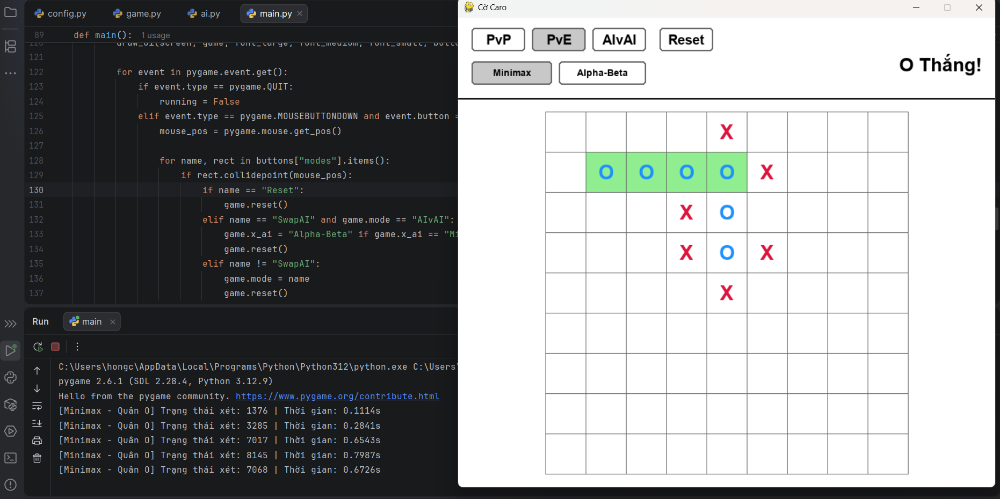 config.py game.py ai.py main.py
89 def main(): 1 usage
121
122 for event in pygame.event.get():
123 if event.type == pygame.QUIT:
124 running = False
125 elif event.type == pygame.MOUSEBUTTONDOWN and event.button =
126 mouse_pos = pygame.mouse.get_pos()
127
128 for name, rect in buttons["modes"].items():
129 if rect.collidepoint(mouse_pos):
130 if name == "Reset":
131 game.reset()
132 elif name == "SwapAI" and game.mode == "AIvAI":
133 game.x_ai = "Alpha-Beta" if game.x_ai == "Mi
134 game.reset()
135 elif name != "SwapAI":
136 game.mode = name
137 game.reset()
Run main
C:\Users\hongc\AppData\Local\Programs\Python\Python312\python.exe C:\Users\
pygame 2.6.1 (SDL 2.28.4, Python 3.12.9)
Hello from the pygame community. https://www.pygame.org/contribute.html
[Minimax - Quân O] Trạng thái xét: 1376 | Thời gian: 0.1114s
[Minimax - Quân O] Trạng thái xét: 3285 | Thời gian: 0.2841s
[Minimax - Quân O] Trạng thái xét: 7017 | Thời gian: 0.6543s
[Minimax - Quân O] Trạng thái xét: 8145 | Thời gian: 0.7987s
[Minimax - Quân O] Trạng thái xét: 7068 | Thời gian: 0.6726s
Cờ Caro
PvP PvE AIvAI Reset
Minimax Alpha-Beta
O Thắng!
X
O O O O X
X O
X O X
X